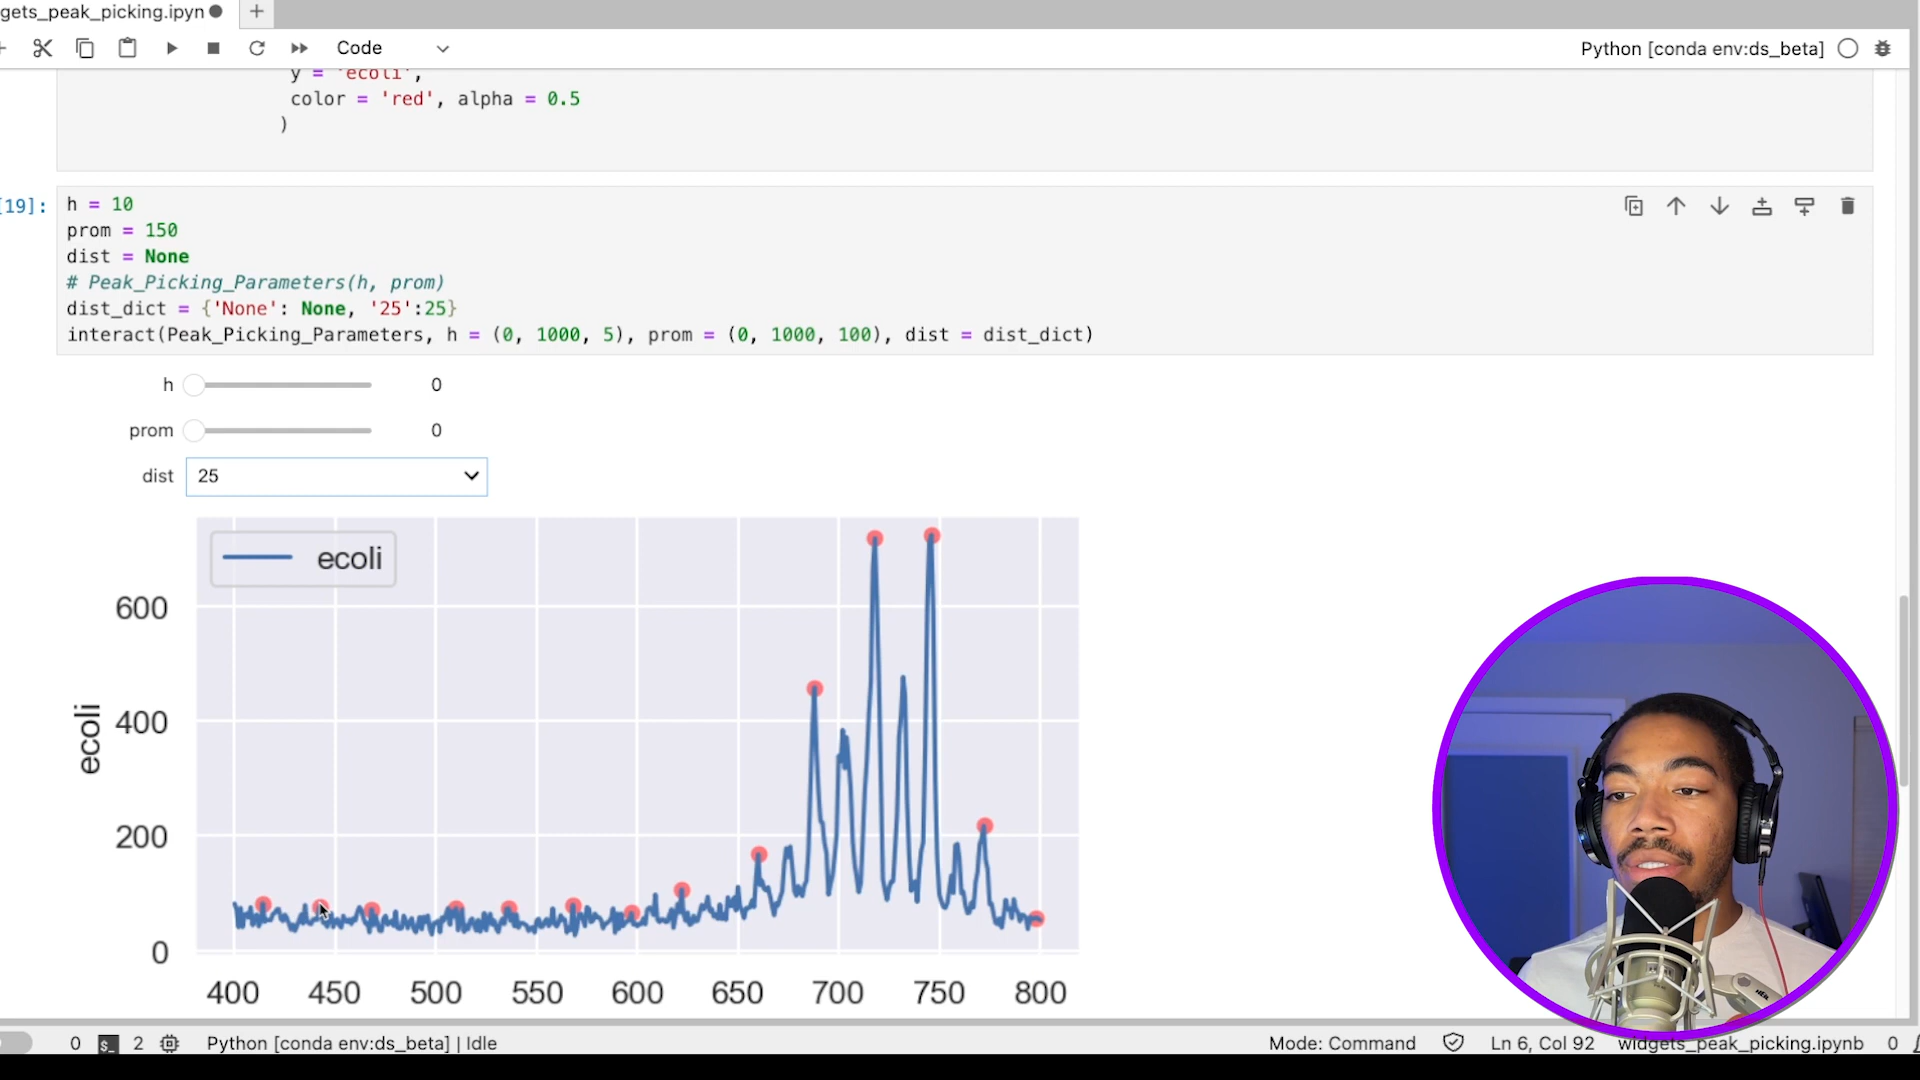 gets_peak_picking.ipyn
Code
Python [conda env:ds_beta]
y = 'ecoli',
color = 'red', alpha = 0.5
)
[19]:
h = 10
prom = 150
dist = None
# Peak_Picking_Parameters(h, prom)
dist_dict = {'None': None, '25':25}
interact(Peak_Picking_Parameters, h = (0, 1000, 5), prom = (0, 1000, 100), dist = dist_dict)
h 0
prom 0
dist 25
ecoli
ecoli
600
400
200
0
400 450 500 550 600 650 700 750 800
0 $_ 2 Python [conda env:ds_beta] | Idle Mode: Command Ln 6, Col 92 widgets_peak_picking.ipynb 0